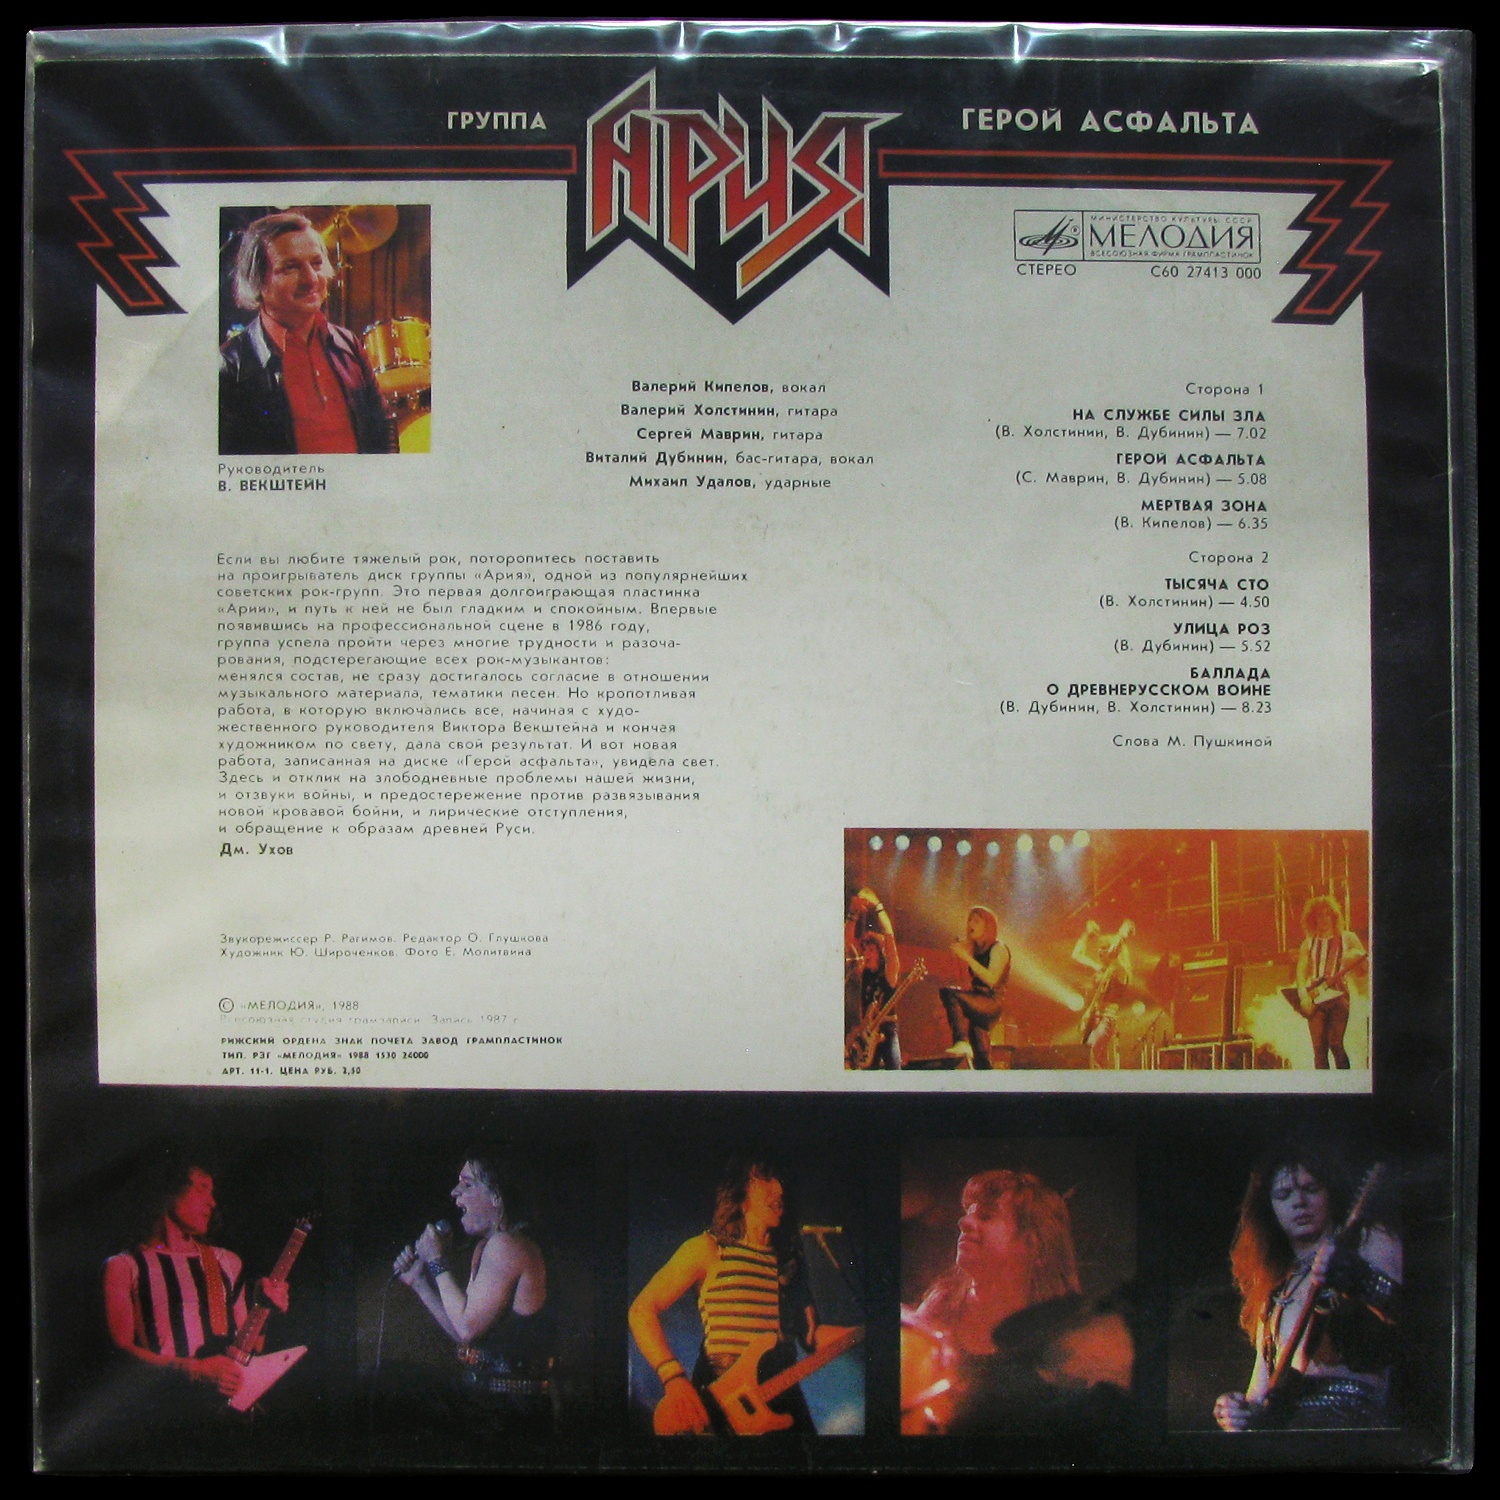 ГРУППА
АРИЯ
ГЕРОЙ АСФАЛЬТА
МИНИСТЕРСТВО КУЛЬТУРЫ СССР
МЕЛОДИЯ
ВСЕСОЮЗНАЯ ФИРМА ГРАМПЛАСТИНОК
СТЕРЕО С60 27413 000
Руководитель
В. ВЕКШТЕЙН
Валерий Кипелов, вокал
Валерий Холстинин, гитара
Сергей Маврин, гитара
Виталий Дубинин, бас-гитара, вокал
Михаил Удалов, ударные
Сторона 1
НА СЛУЖБЕ СИЛЫ ЗЛА
(В. Холстинин, В. Дубинин) — 7.02
ГЕРОЙ АСФАЛЬТА
(С. Маврин, В. Дубинин) — 5.08
МЕРТВАЯ ЗОНА
(В. Кипелов) — 6.35
Сторона 2
ТЫСЯЧА СТО
(В. Холстинин) — 4.50
УЛИЦА РОЗ
(В. Дубинин) — 5.52
БАЛЛАДА
О ДРЕВНЕРУССКОМ ВОИНЕ
(В. Дубинин, В. Холстинин) — 8.23
Слова М. Пушкиной
Если вы любите тяжелый рок, поторопитесь поставить
на проигрыватель диск группы «Ария», одной из популярнейших
советских рок-групп. Это первая долгоиграющая пластинка
«Арии», и путь к ней не был гладким и спокойным. Впервые
появившись на профессиональной сцене в 1986 году,
группа успела пройти через многие трудности и разоча-
рования, подстерегающие всех рок-музыкантов:
менялся состав, не сразу достигалось согласие в отношении
музыкального материала, тематики песен. Но кропотливая
работа, в которую включались все, начиная с худо-
жественного руководителя Виктора Векштейна и кончая
художником по свету, дала свой результат. И вот новая
работа, записанная на диске «Герой асфальта», увидела свет.
Здесь и отклик на злободневные проблемы нашей жизни,
и отзвуки войны, и предостережение против развязывания
новой кровавой бойни, и лирические отступления,
и обращение к образам древней Руси.
Дм. Ухов
Звукорежиссер Р. Рагимов. Редактор О. Глушкова
Художник Ю. Широченков. Фото Е. Молитвина
© «МЕЛОДИЯ», 1988
Всесоюзная студия грамзаписи. Запись 1987 г.
РИЖСКИЙ ОРДЕНА ЗНАК ПОЧЕТА ЗАВОД ГРАМПЛАСТИНОК
ТИП. РЗГ «МЕЛОДИЯ» 1988 1530 24000
АРТ. 11-1. ЦЕНА РУБ. 2,50